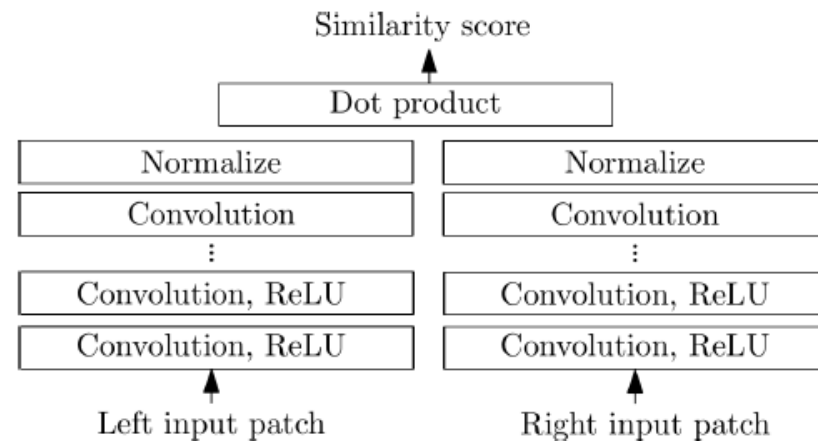 Similarity score
Dot product
Normalize Normalize
Convolution Convolution
⋮ ⋮
Convolution, ReLU Convolution, ReLU
Convolution, ReLU Convolution, ReLU
Left input patch Right input patch